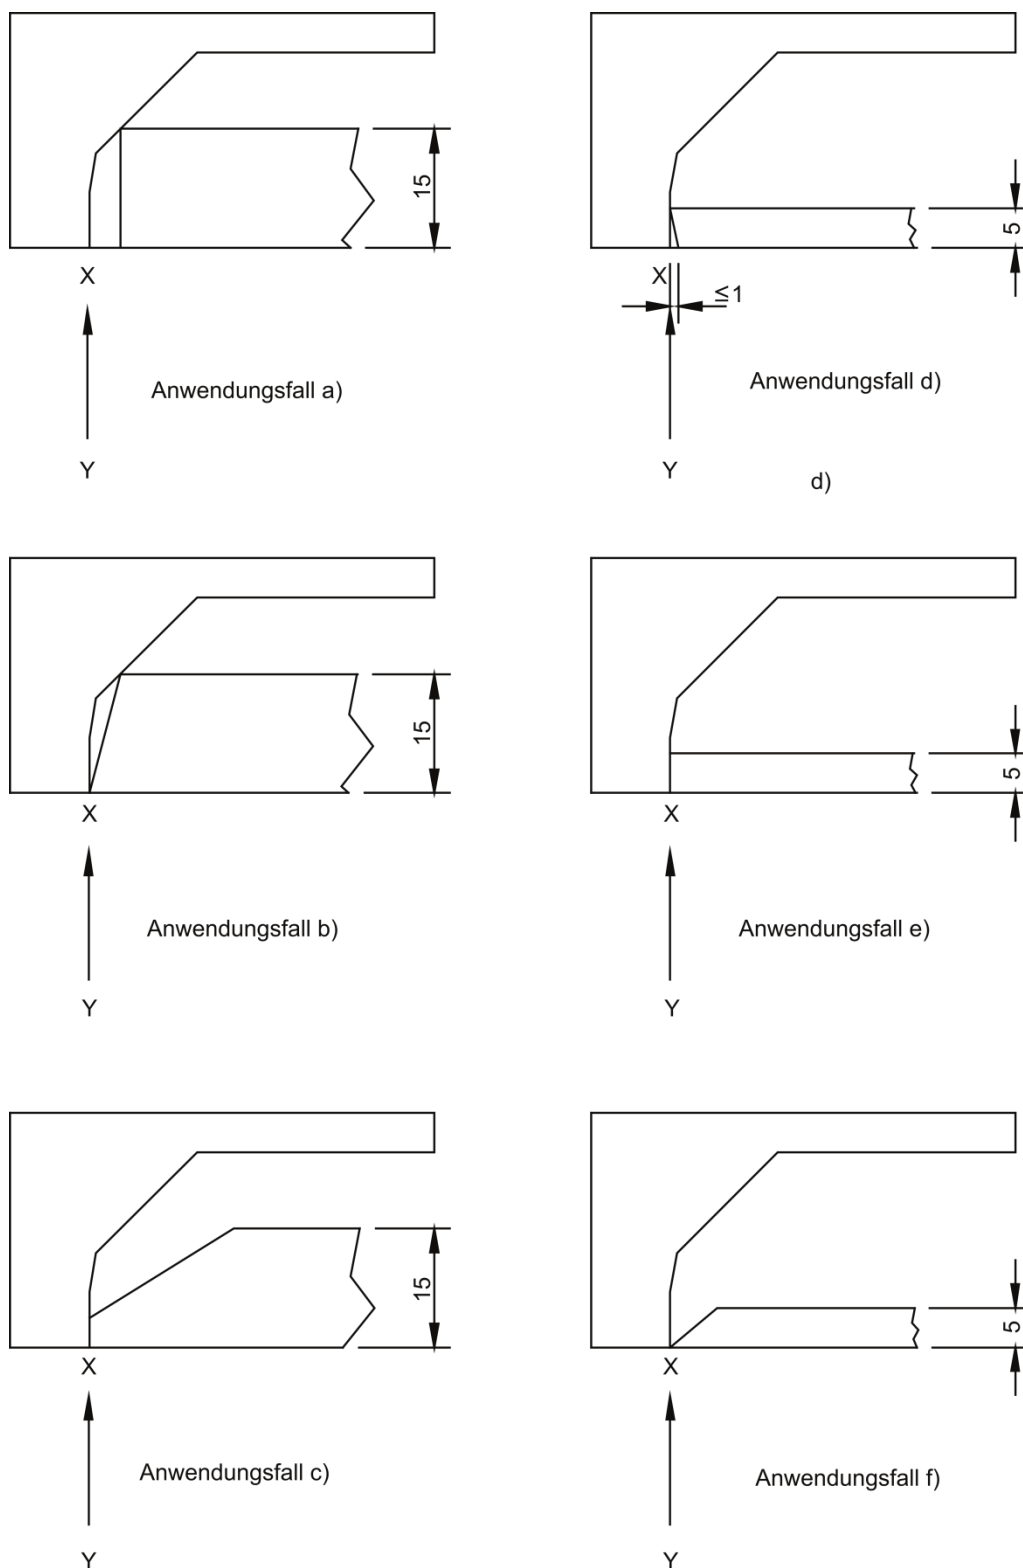 15
X
Anwendungsfall a)
Y
5
X
≤1
Anwendungsfall d)
Y
d)
15
X
Anwendungsfall b)
Y
5
X
Anwendungsfall e)
Y
15
X
Anwendungsfall c)
Y
5
X
Anwendungsfall f)
Y